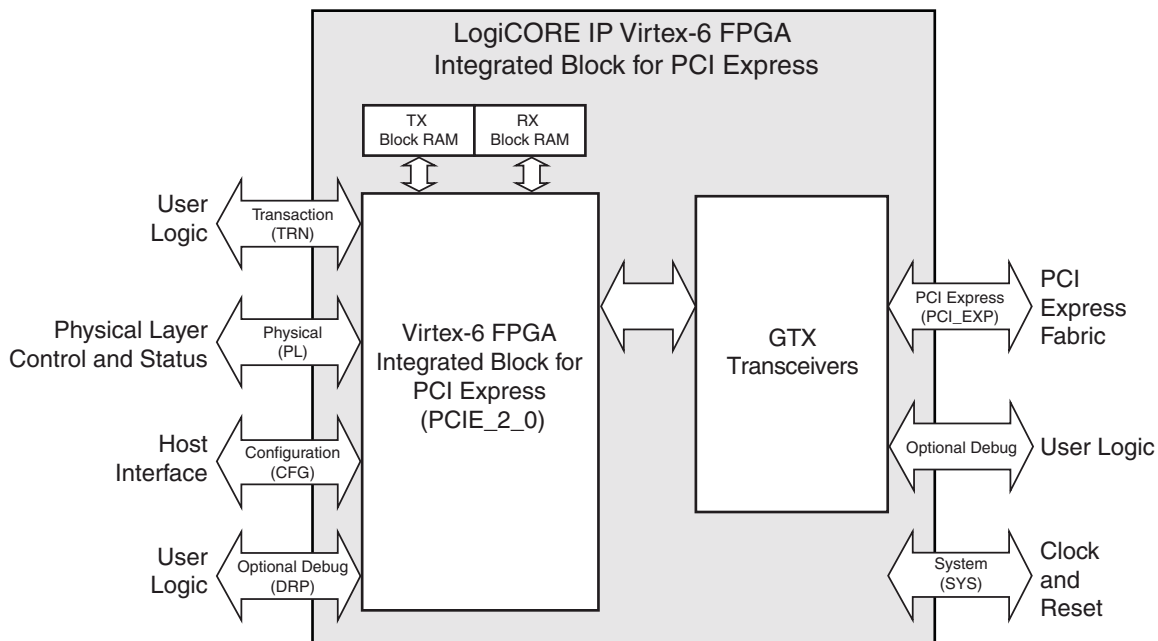 LogiCORE IP Virtex-6 FPGA
Integrated Block for PCI Express
TX
Block RAM
RX
Block RAM
User
Logic
Transaction
(TRN)
Physical Layer
Control and Status
Physical
(PL)
Host
Interface
Configuration
(CFG)
User
Logic
Optional Debug
(DRP)
Virtex-6 FPGA
Integrated Block for
PCI Express
(PCIE_2_0)
GTX
Transceivers
PCI Express
(PCI_EXP)
PCI
Express
Fabric
Optional Debug
User Logic
System
(SYS)
Clock
and
Reset